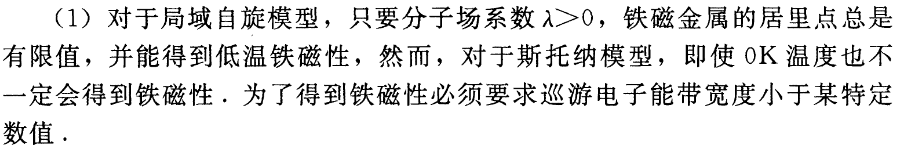 （1）对于局域自旋模型，只要分子场系数 λ>0，铁磁金属的居里点总是
有限值，并能得到低温铁磁性，然而，对于斯托纳模型，即使 0K 温度也不
一定会得到铁磁性．为了得到铁磁性必须要求巡游电子能带宽度小于某特定
数值．